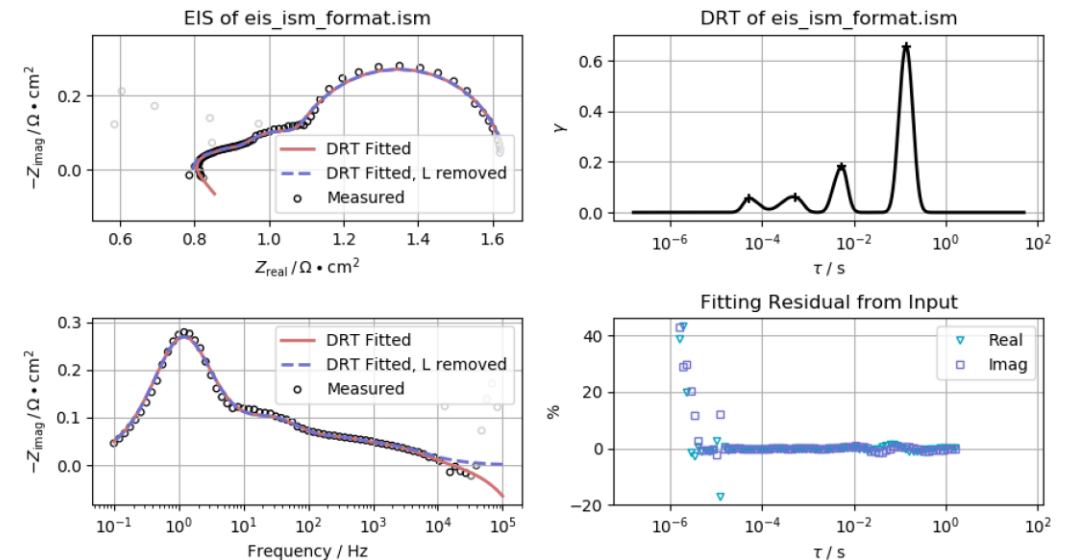 EIS of eis_ism_format.ism
−Z_imag / Ω • cm²
0.2
0.0
0.6 0.8 1.0 1.2 1.4 1.6
Z_real / Ω • cm²
DRT Fitted
DRT Fitted, L removed
Measured
DRT of eis_ism_format.ism
γ
0.6
0.4
0.2
0.0
10⁻⁶ 10⁻⁴ 10⁻² 10⁰ 10²
τ / s
−Z_imag / Ω • cm²
0.3
0.2
0.1
0.0
10⁻¹ 10⁰ 10¹ 10² 10³ 10⁴ 10⁵
Frequency / Hz
DRT Fitted
DRT Fitted, L removed
Measured
Fitting Residual from Input
%
40
20
0
−20
10⁻⁶ 10⁻⁴ 10⁻² 10⁰ 10²
τ / s
Real
Imag